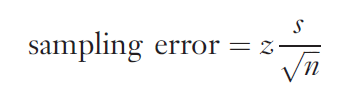 sampling error = z s/√n